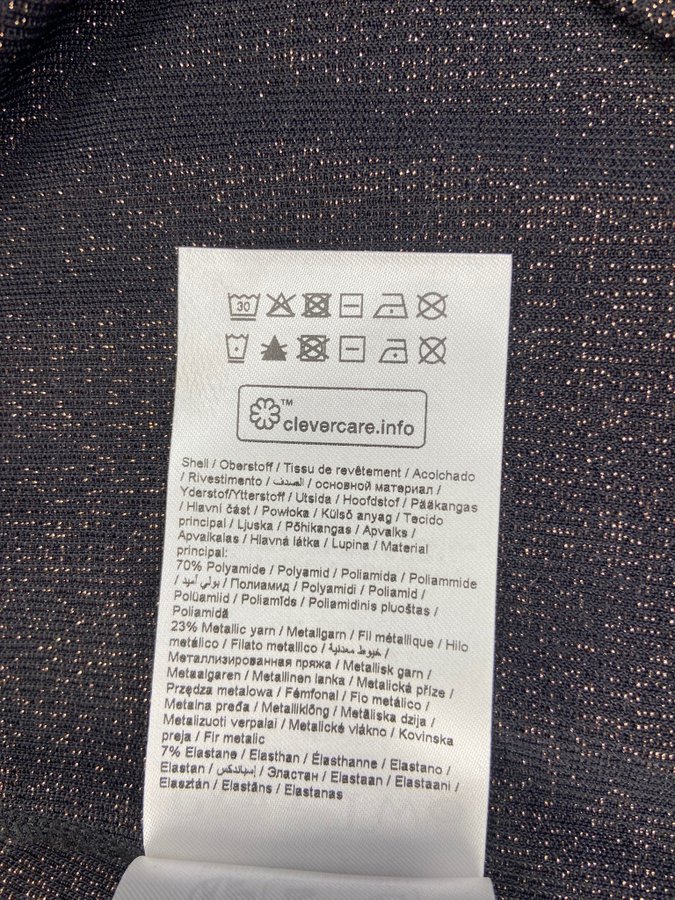 30
clevercare.info™
Shell / Oberstoff / Tissu de revêtement / Acolchado
/ Rivestimento / الصدف / основной материал /
Yderstof/Ytterstoff / Utsida / Hoofdstof / Pääkangas
/ Hlavní část / Powłoka / Külső anyag / Tecido
principal / Ljuska / Põhikangas / Apvalks /
Apvalkalas / Hlavná látka / Lupina / Material
principal:
70% Polyamide / Polyamid / Poliamida / Poliammide
/ بولي أميد / Полиамид / Polyamidi / Poliamid /
Polüamiid / Poliamīds / Poliamidinis pluoštas /
Poliamidă
23% Metallic yarn / Metallgarn / Fil métallique / Hilo
metálico / Filato metallico / خيوط معدنية /
Металлизированная пряжа / Metallisk garn /
Metaalgaren / Metallinen lanka / Metalická příze /
Przędza metalowa / Fémfonal / Fio metálico /
Metalna pređa / Metalliklõng / Metāliska dzija /
Metalizuoti verpalai / Metalické vlákno / Kovinska
preja / Fir metalic
7% Elastane / Elasthan / Élasthanne / Elastano /
Elastan / إسباندكس / Эластан / Elastaan / Elastaani /
Elasztán / Elastāns / Elastanas